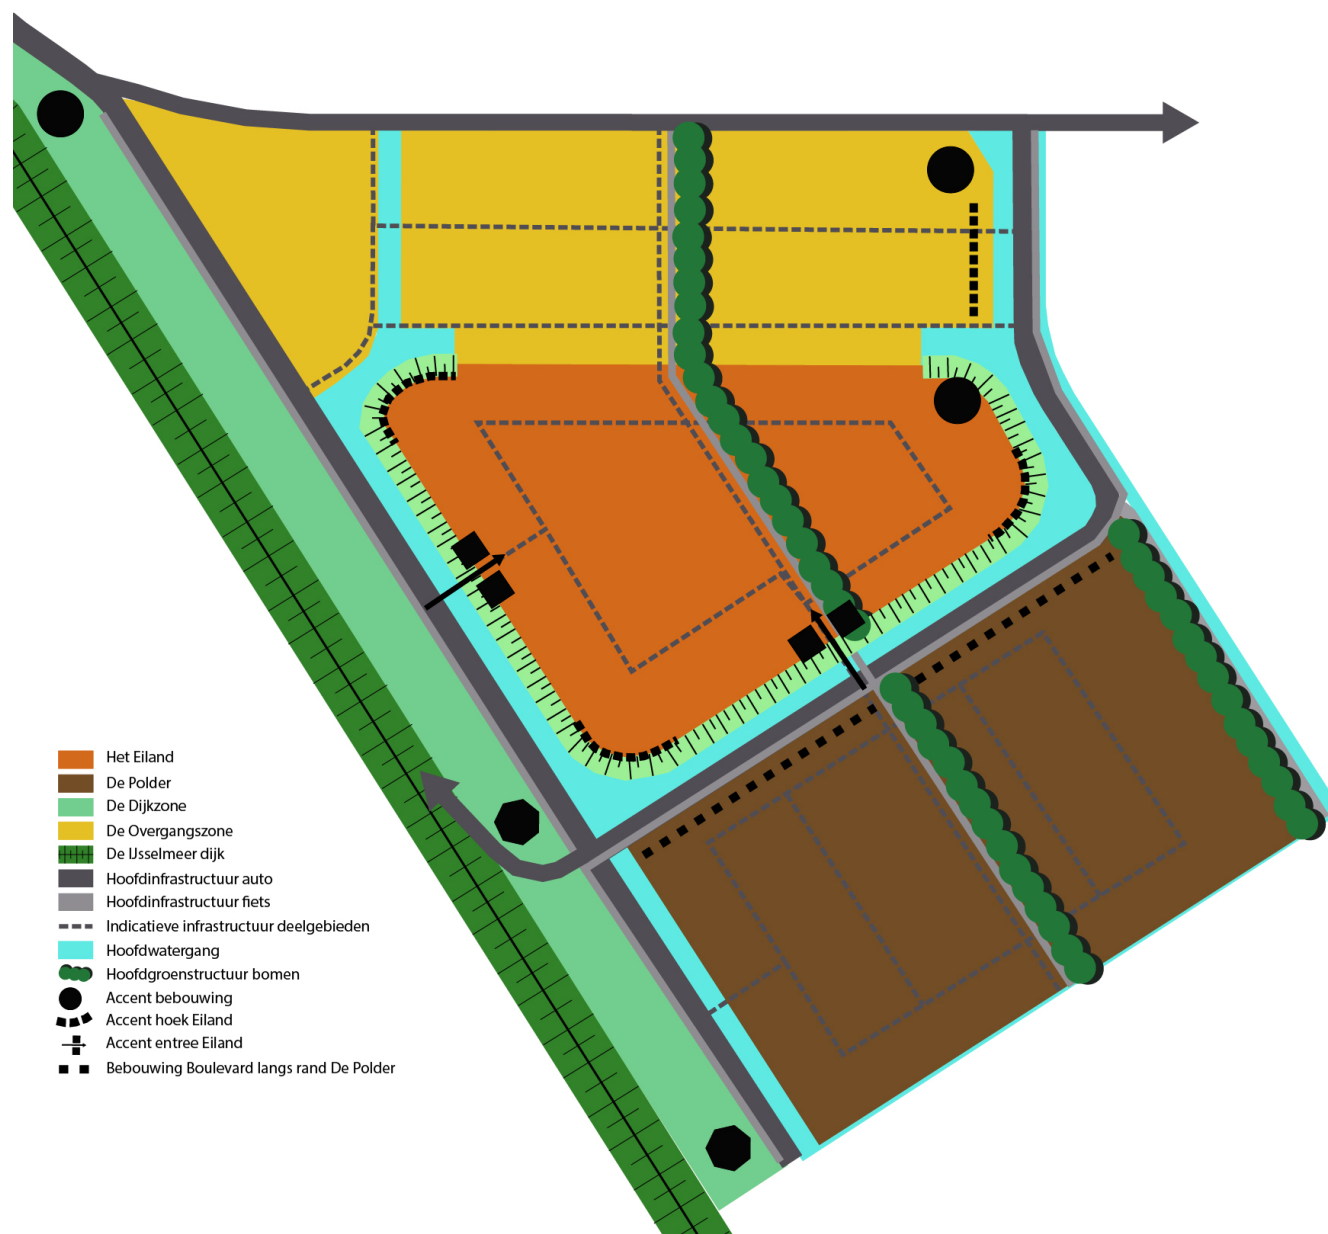 Het Eiland
De Polder
De Dijkzone
De Overgangszone
De IJsselmeer dijk
Hoofdinfrastructuur auto
Hoofdinfrastructuur fiets
Indicatieve infrastructuur deelgebieden
Hoofdwatergang
Hoofdgroenstructuur bomen
Accent bebouwing
Accent hoek Eiland
Accent entree Eiland
Bebouwing Boulevard langs rand De Polder